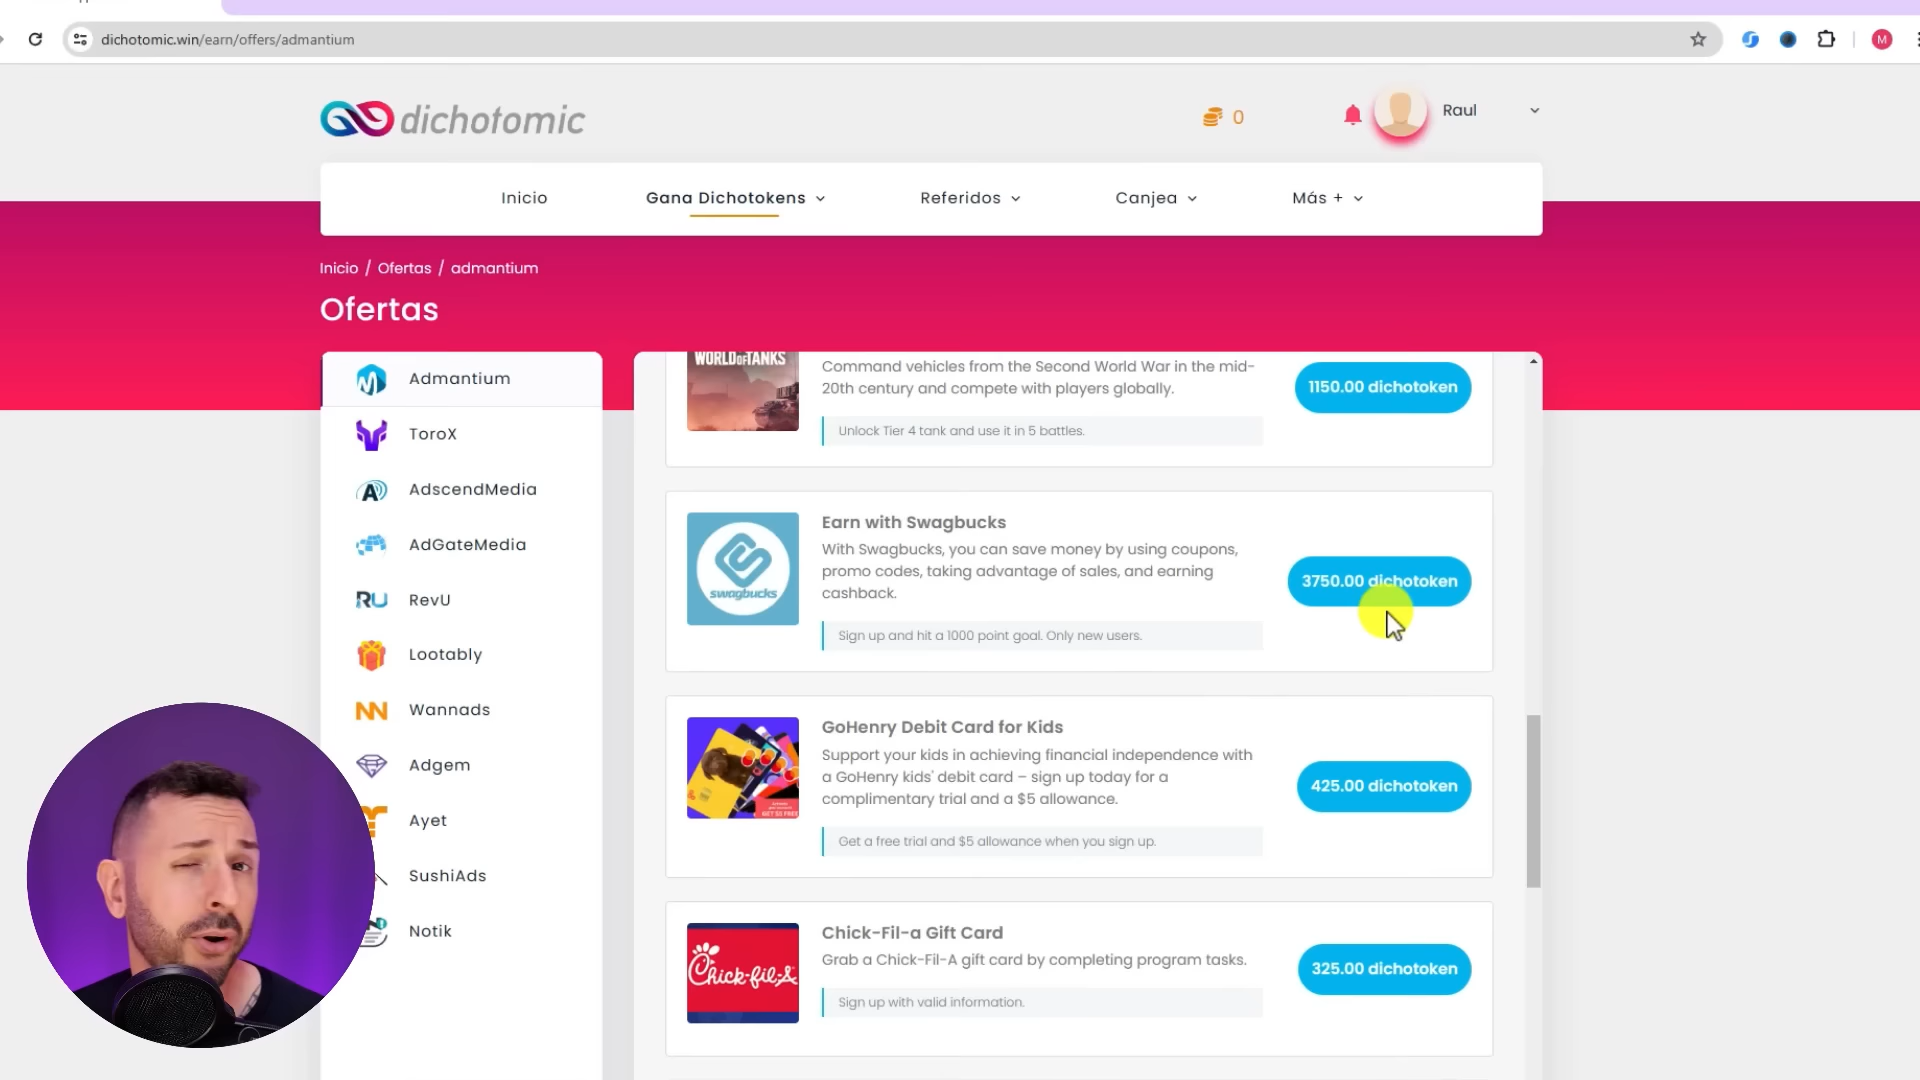 dichotomic.win/earn/offers/admantium
M
dichotomic
0
Raul
Inicio
Gana Dichotokens
Referidos
Canjea
Más +
Inicio / Ofertas / admantium
Ofertas
Admantium
ToroX
AdscendMedia
AdGateMedia
RevU
Lootably
Wannads
Adgem
Ayet
SushiAds
Notik
WORLD OF TANKS
Command vehicles from the Second World War in the mid-
20th century and compete with players globally.
Unlock Tier 4 tank and use it in 5 battles.
1150.00 dichotoken
swagbucks
Earn with Swagbucks
With Swagbucks, you can save money by using coupons,
promo codes, taking advantage of sales, and earning
cashback.
Sign up and hit a 1000 point goal. Only new users.
3750.00 dichotoken
GoHenry Debit Card for Kids
Support your kids in achieving financial independence with
a GoHenry kids' debit card – sign up today for a
complimentary trial and a $5 allowance.
Get a free trial and $5 allowance when you sign up.
425.00 dichotoken
Chick-fil-A
Chick-Fil-a Gift Card
Grab a Chick-Fil-A gift card by completing program tasks.
Sign up with valid information.
325.00 dichotoken